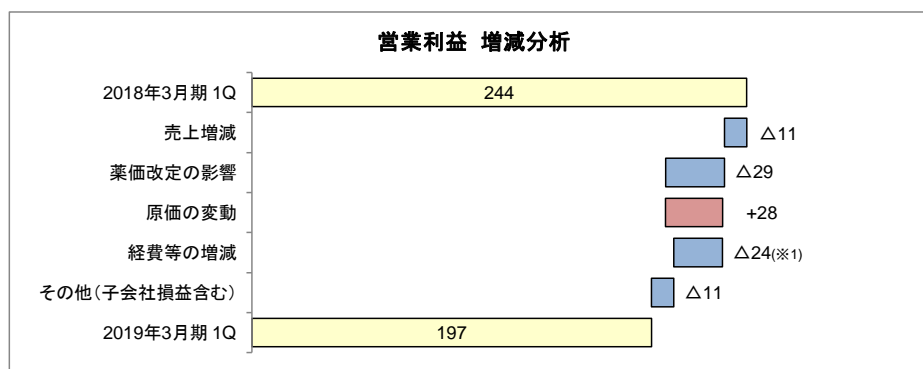 営業利益 増減分析
2018年3月期 1Q 244
売上増減 △11
薬価改定の影響 △29
原価の変動 +28
経費等の増減 △24(※1)
その他(子会社損益含む) △11
2019年3月期 1Q 197